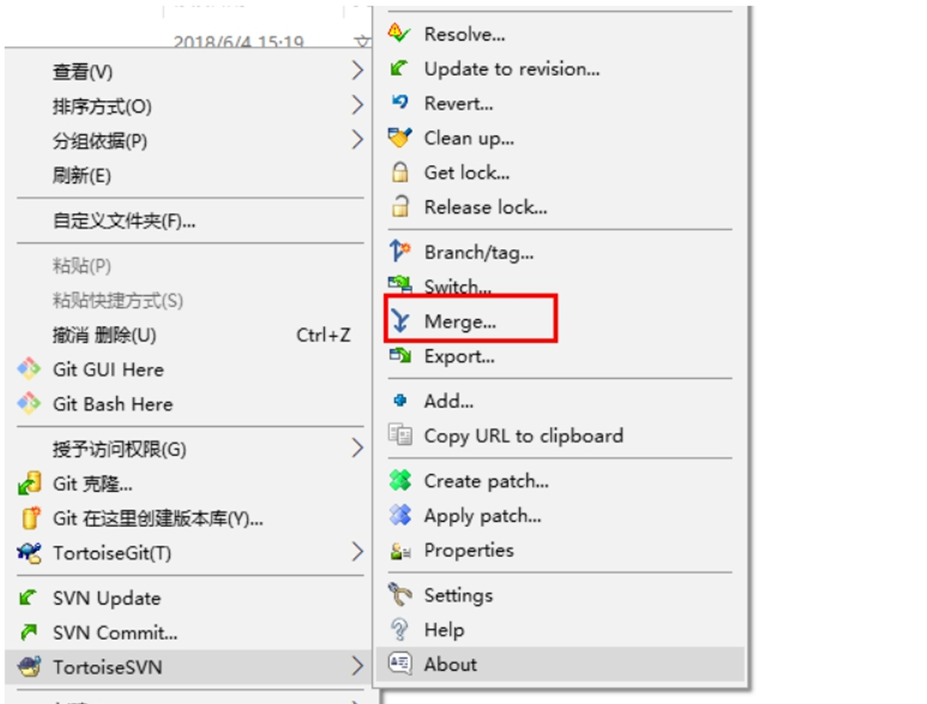 2018/6/4 15:19 文
查看(V)
排序方式(O)
分组依据(P)
刷新(E)
自定义文件夹(F)...
粘贴(P)
粘贴快捷方式(S)
撤消 删除(U) Ctrl+Z
Git GUI Here
Git Bash Here
授予访问权限(G)
Git 克隆...
Git 在这里创建版本库(Y)...
TortoiseGit(T)
SVN Update
SVN Commit...
TortoiseSVN
Resolve...
Update to revision...
Revert...
Clean up...
Get lock...
Release lock...
Branch/tag...
Switch...
Merge...
Export...
Add...
Copy URL to clipboard
Create patch...
Apply patch...
Properties
Settings
Help
About